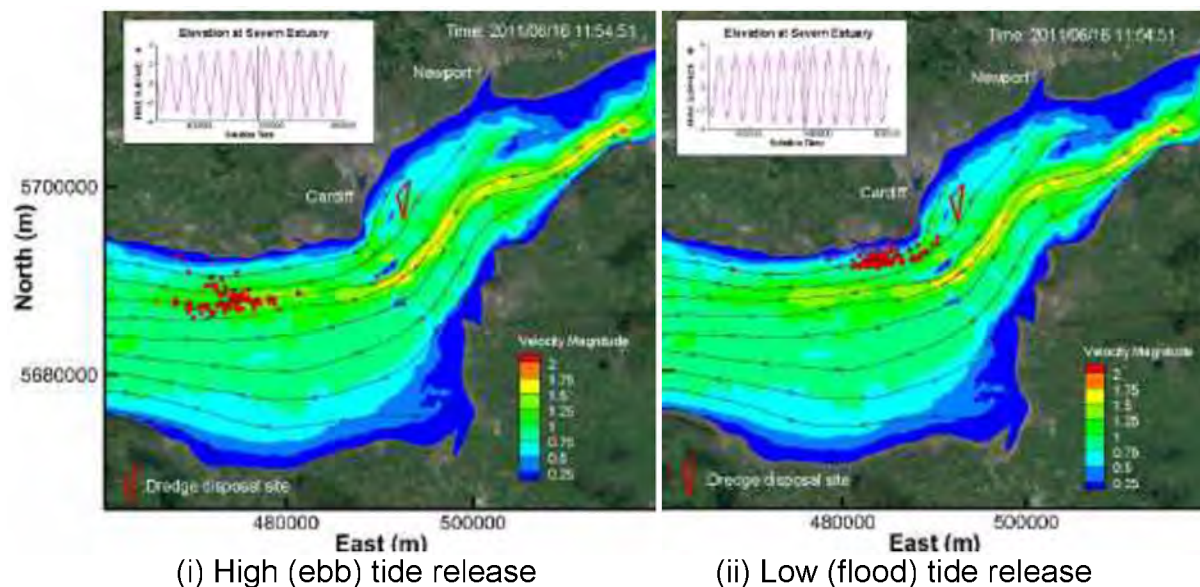 Elevation at Severn Estuary
Time: 2011/06/16 11:54:51
Solution Time
Newport
Cardiff
5700000
5680000
North (m)
Velocity Magnitude
2
1.75
1.5
1.25
1
0.75
0.5
0.25
Dredge disposal site
480000
500000
East (m)
(i) High (ebb) tide release
Elevation at Severn Estuary
Time: 2011/06/16 11:54:51
Solution Time
Newport
Cardiff
Velocity Magnitude
2
1.75
1.5
1.25
1
0.75
0.5
0.25
Dredge disposal site
480000
500000
East (m)
(ii) Low (flood) tide release